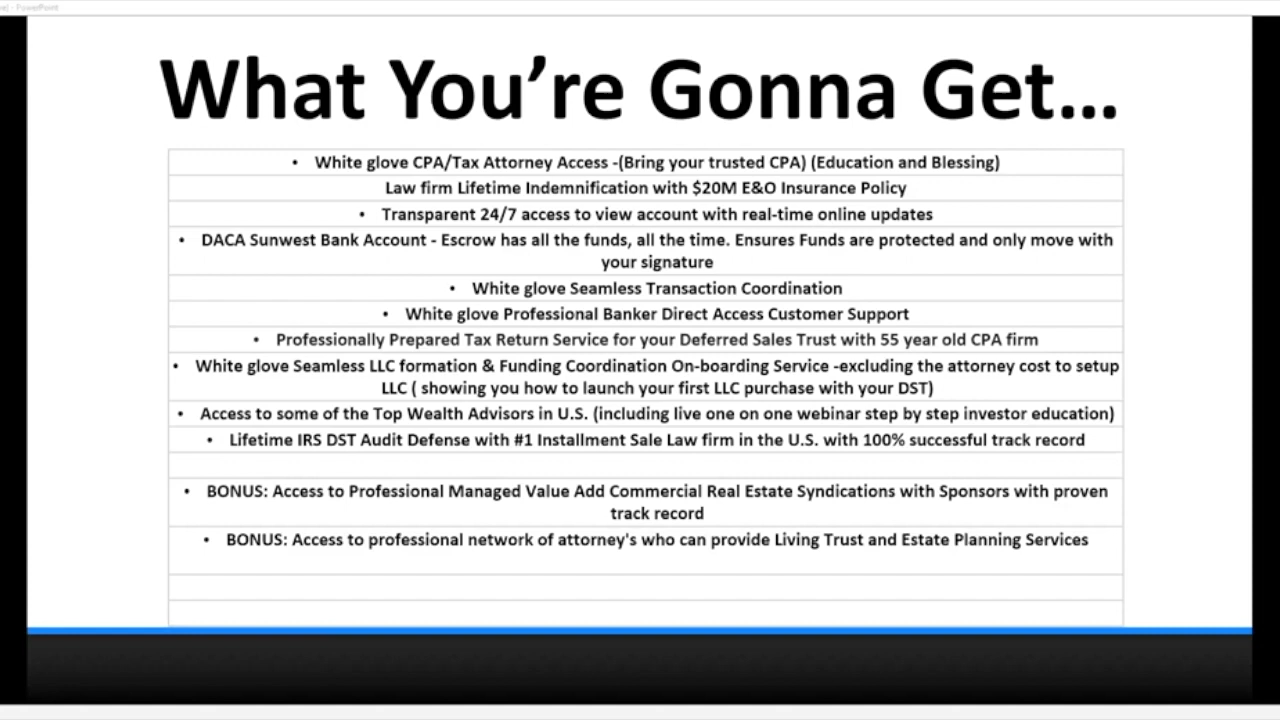 - PowerPoint
What You're Gonna Get...
• White glove CPA/Tax Attorney Access -(Bring your trusted CPA) (Education and Blessing)
Law firm Lifetime Indemnification with $20M E&O Insurance Policy
• Transparent 24/7 access to view account with real-time online updates
• DACA Sunwest Bank Account - Escrow has all the funds, all the time. Ensures Funds are protected and only move with
your signature
• White glove Seamless Transaction Coordination
• White glove Professional Banker Direct Access Customer Support
• Professionally Prepared Tax Return Service for your Deferred Sales Trust with 55 year old CPA firm
• White glove Seamless LLC formation & Funding Coordination On-boarding Service -excluding the attorney cost to setup
LLC ( showing you how to launch your first LLC purchase with your DST)
• Access to some of the Top Wealth Advisors in U.S. (including live one on one webinar step by step investor education)
• Lifetime IRS DST Audit Defense with #1 Installment Sale Law firm in the U.S. with 100% successful track record
• BONUS: Access to Professional Managed Value Add Commercial Real Estate Syndications with Sponsors with proven
track record
• BONUS: Access to professional network of attorney's who can provide Living Trust and Estate Planning Services